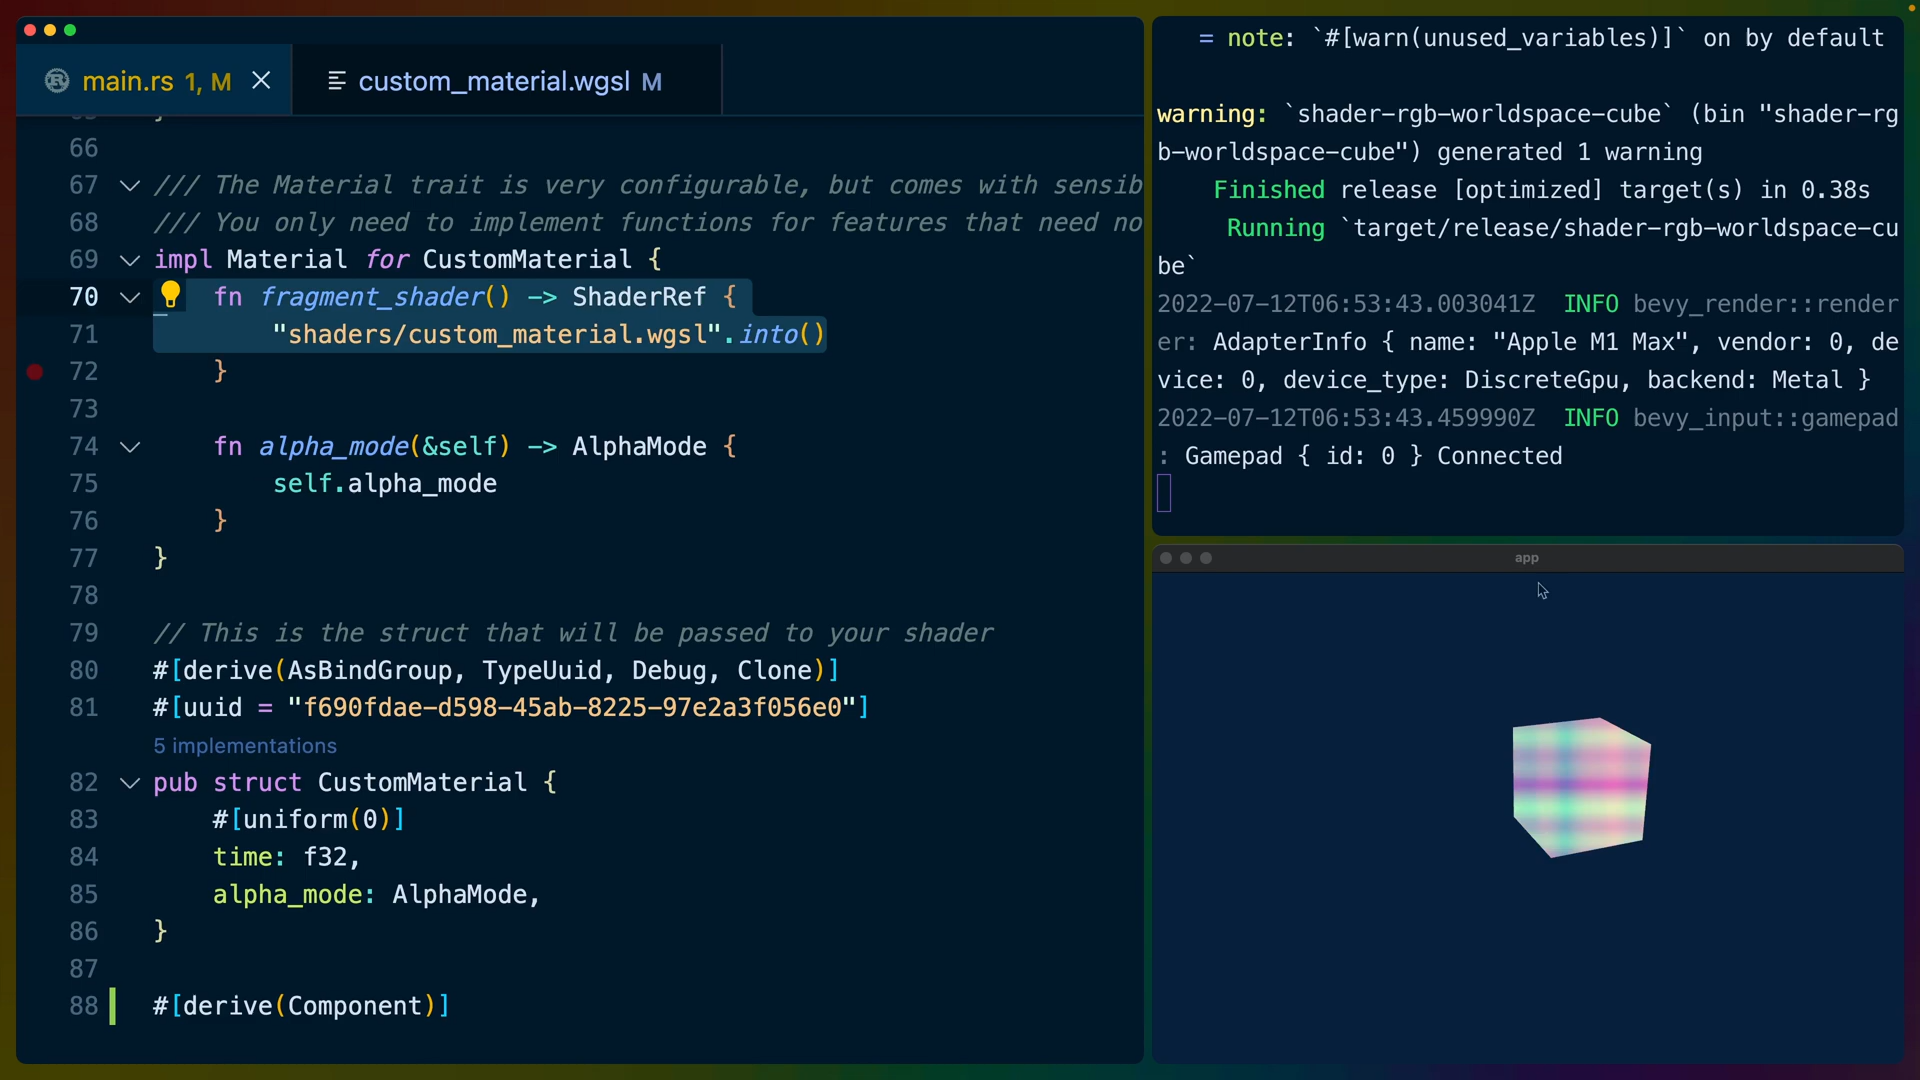 main.rs 1, M
custom_material.wgsl M
66
67 /// The Material trait is very configurable, but comes with sensib
68 /// You only need to implement functions for features that need no
69 impl Material for CustomMaterial {
70 fn fragment_shader() -> ShaderRef {
71 "shaders/custom_material.wgsl".into()
72 }
73
74 fn alpha_mode(&self) -> AlphaMode {
75 self.alpha_mode
76 }
77 }
78
79 // This is the struct that will be passed to your shader
80 #[derive(AsBindGroup, TypeUuid, Debug, Clone)]
81 #[uuid = "f690fdae-d598-45ab-8225-97e2a3f056e0"]
5 implementations
82 pub struct CustomMaterial {
83 #[uniform(0)]
84 time: f32,
85 alpha_mode: AlphaMode,
86 }
87
88 #[derive(Component)]
= note: `#[warn(unused_variables)]` on by default
warning: `shader-rgb-worldspace-cube` (bin "shader-rg
b-worldspace-cube") generated 1 warning
Finished release [optimized] target(s) in 0.38s
Running `target/release/shader-rgb-worldspace-cu
be`
2022-07-12T06:53:43.003041Z INFO bevy_render::render
er: AdapterInfo { name: "Apple M1 Max", vendor: 0, de
vice: 0, device_type: DiscreteGpu, backend: Metal }
2022-07-12T06:53:43.459990Z INFO bevy_input::gamepad
: Gamepad { id: 0 } Connected
app